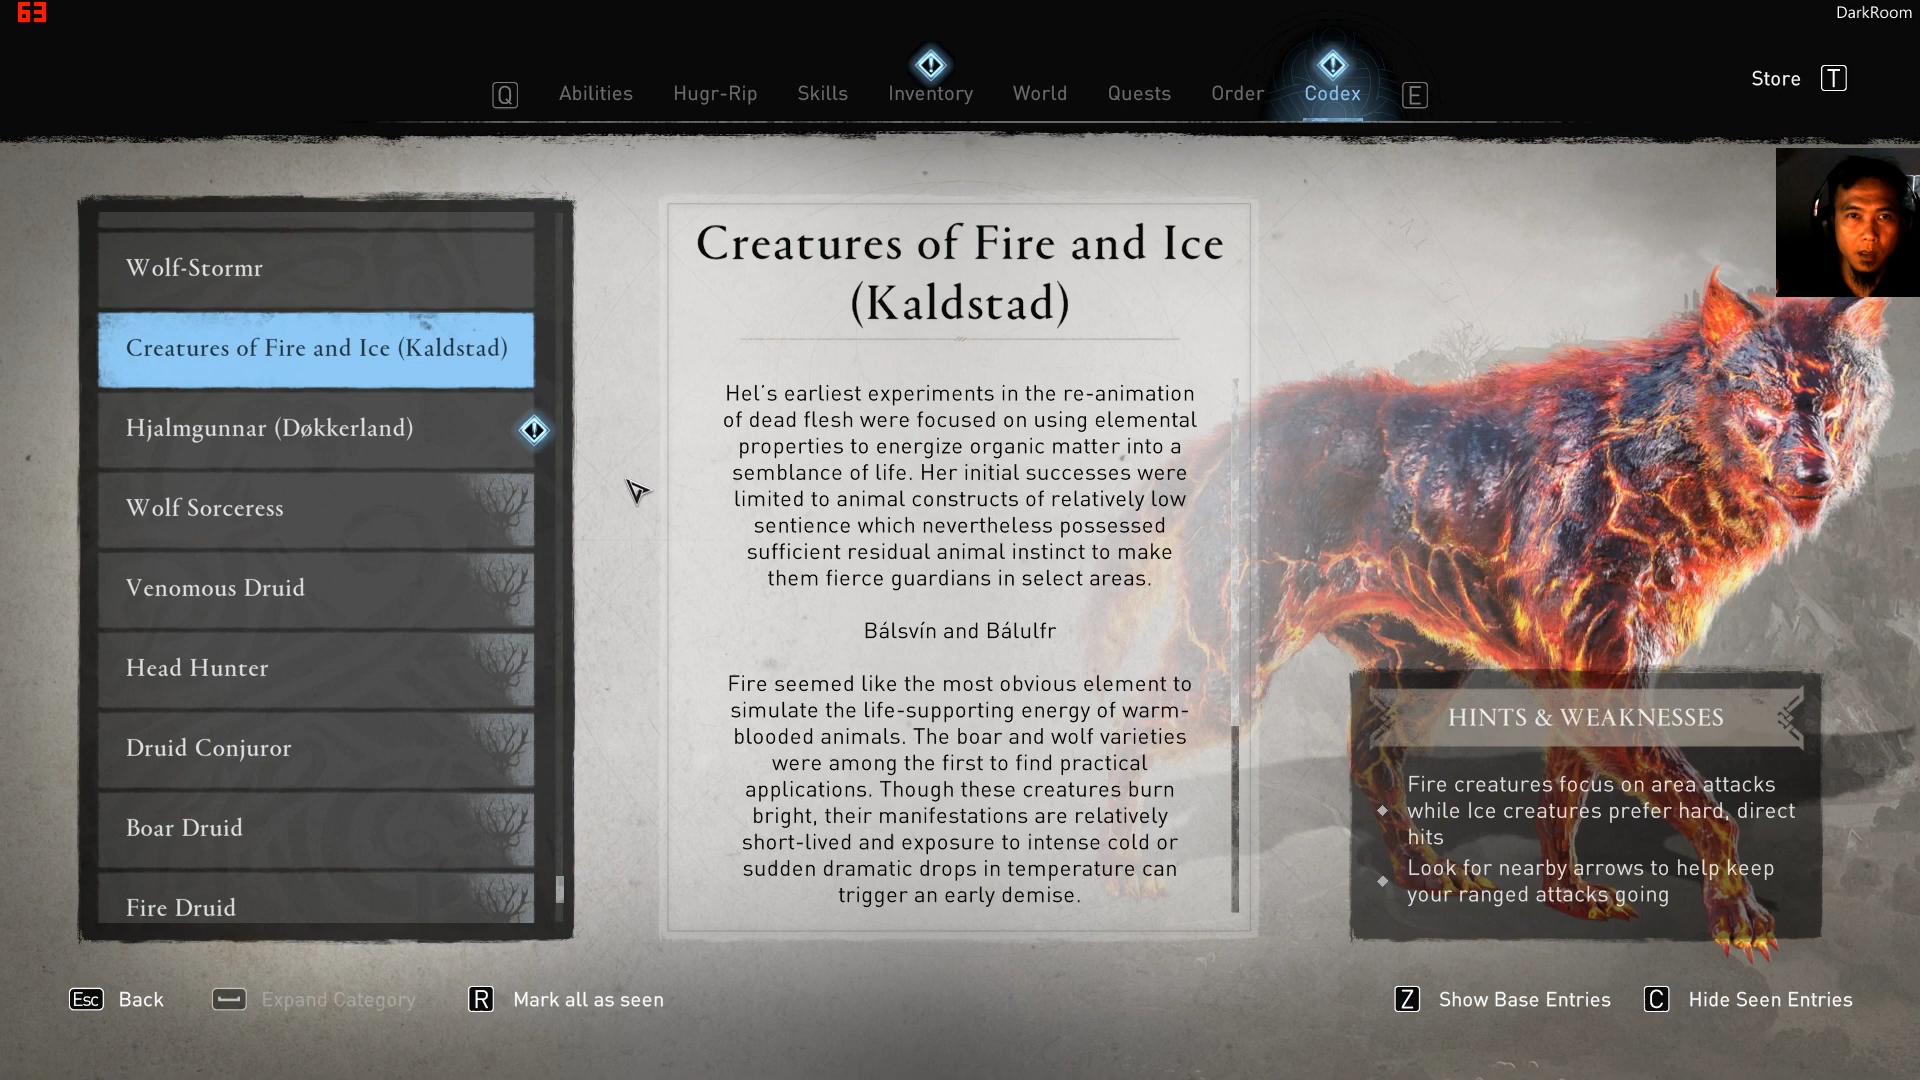 63
DarkRoom
Q
Abilities
Hugr-Rip
Skills
Inventory
World
Quests
Order
Codex
E
Store
T
Wolf-Stormr
Creatures of Fire and Ice (Kaldstad)
Hjalmgunnar (Døkkerland)
Wolf Sorceress
Venomous Druid
Head Hunter
Druid Conjuror
Boar Druid
Fire Druid
Creatures of Fire and Ice
(Kaldstad)
Hel's earliest experiments in the re-animation
of dead flesh were focused on using elemental
properties to energize organic matter into a
semblance of life. Her initial successes were
limited to animal constructs of relatively low
sentience which nevertheless possessed
sufficient residual animal instinct to make
them fierce guardians in select areas.
Bálsvín and Bálulfr
Fire seemed like the most obvious element to
simulate the life-supporting energy of warm-
blooded animals. The boar and wolf varieties
were among the first to find practical
applications. Though these creatures burn
bright, their manifestations are relatively
short-lived and exposure to intense cold or
sudden dramatic drops in temperature can
trigger an early demise.
HINTS & WEAKNESSES
Fire creatures focus on area attacks
while Ice creatures prefer hard, direct
hits
Look for nearby arrows to help keep
your ranged attacks going
Esc Back
Expand Category
R Mark all as seen
Z Show Base Entries
C Hide Seen Entries